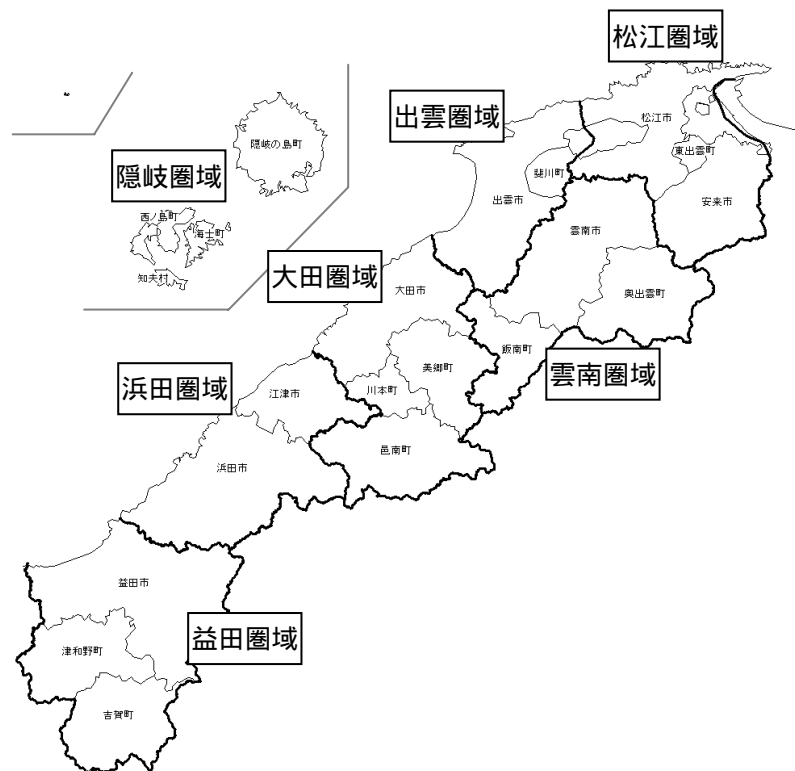 松江圏域
出雲圏域
松江市
東出雲町
隠岐の島町
隠岐圏域
斐川町
出雲市
安来市
西ノ島町
海士町
雲南市
知夫村
大田圏域
大田市
奥出雲町
飯南町
美郷町
雲南圏域
浜田圏域
江津市
川本町
邑南町
浜田市
益田市
益田圏域
津和野町
吉賀町